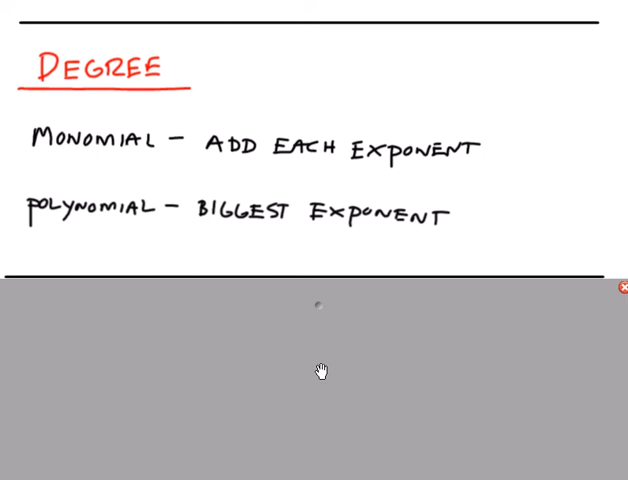 DEGREE
MONOMIAL - ADD EACH EXPONENT
POLYNOMIAL - BIGGEST EXPONENT